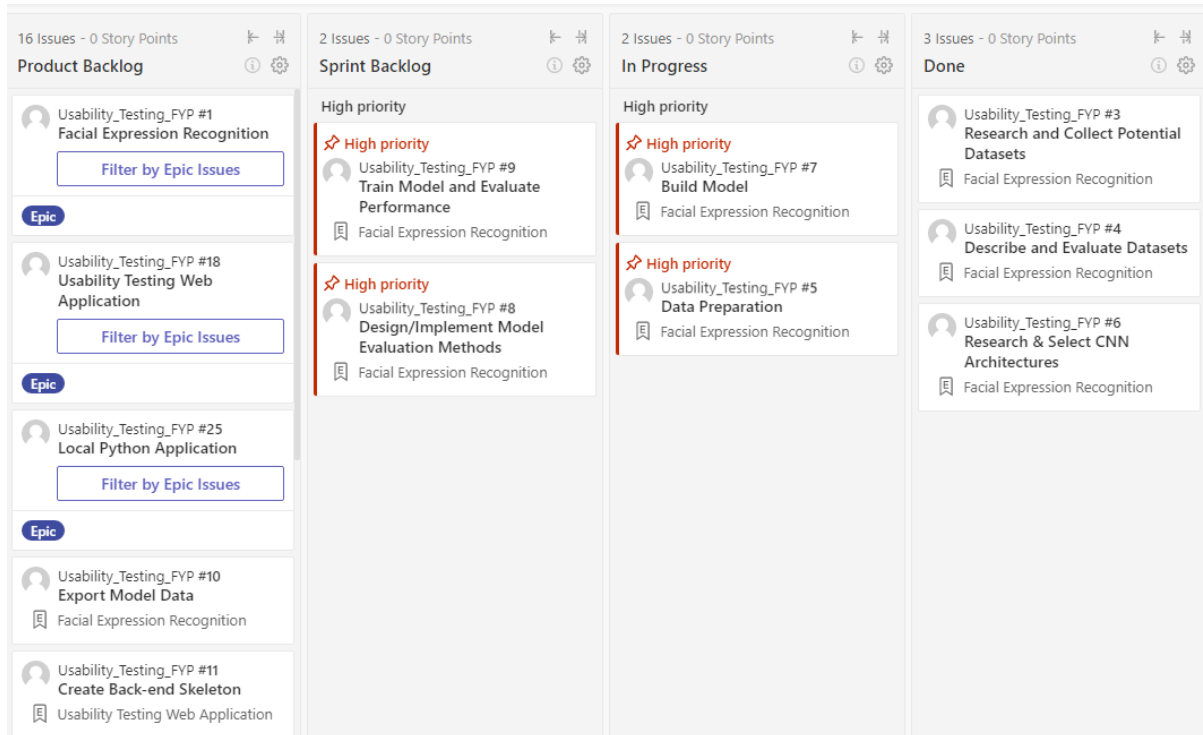 16 Issues - 0 Story Points
Product Backlog
Usability_Testing_FYP #1
Facial Expression Recognition
Filter by Epic Issues
Epic
Usability_Testing_FYP #18
Usability Testing Web
Application
Filter by Epic Issues
Epic
Usability_Testing_FYP #25
Local Python Application
Filter by Epic Issues
Epic
Usability_Testing_FYP #10
Export Model Data
E Facial Expression Recognition
Usability_Testing_FYP #11
Create Back-end Skeleton
E Usability Testing Web Application
2 Issues - 0 Story Points
Sprint Backlog
High priority
High priority
Usability_Testing_FYP #9
Train Model and Evaluate
Performance
E Facial Expression Recognition
High priority
Usability_Testing_FYP #8
Design/Implement Model
Evaluation Methods
E Facial Expression Recognition
2 Issues - 0 Story Points
In Progress
High priority
High priority
Usability_Testing_FYP #7
Build Model
E Facial Expression Recognition
High priority
Usability_Testing_FYP #5
Data Preparation
E Facial Expression Recognition
3 Issues - 0 Story Points
Done
Usability_Testing_FYP #3
Research and Collect Potential
Datasets
E Facial Expression Recognition
Usability_Testing_FYP #4
Describe and Evaluate Datasets
E Facial Expression Recognition
Usability_Testing_FYP #6
Research & Select CNN
Architectures
E Facial Expression Recognition